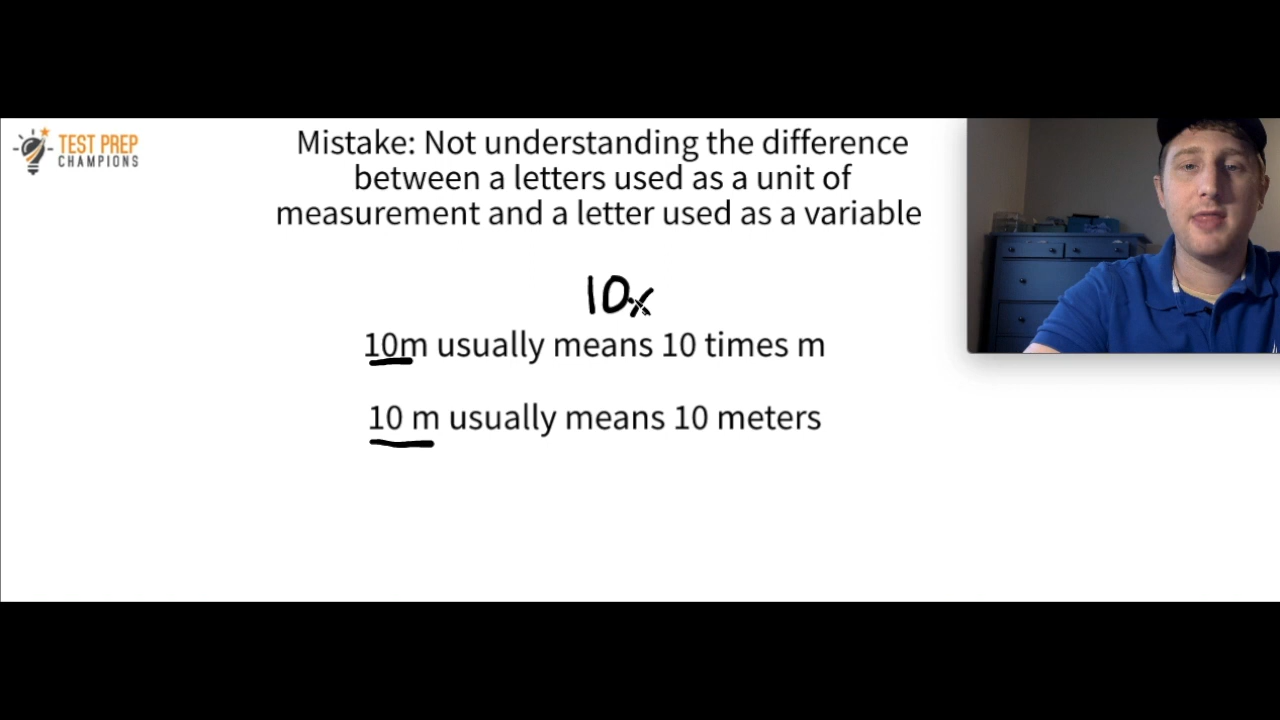 TEST PREP
CHAMPIONS
Mistake: Not understanding the difference
between a letters used as a unit of
measurement and a letter used as a variable
10x
10m usually means 10 times m
10 m usually means 10 meters